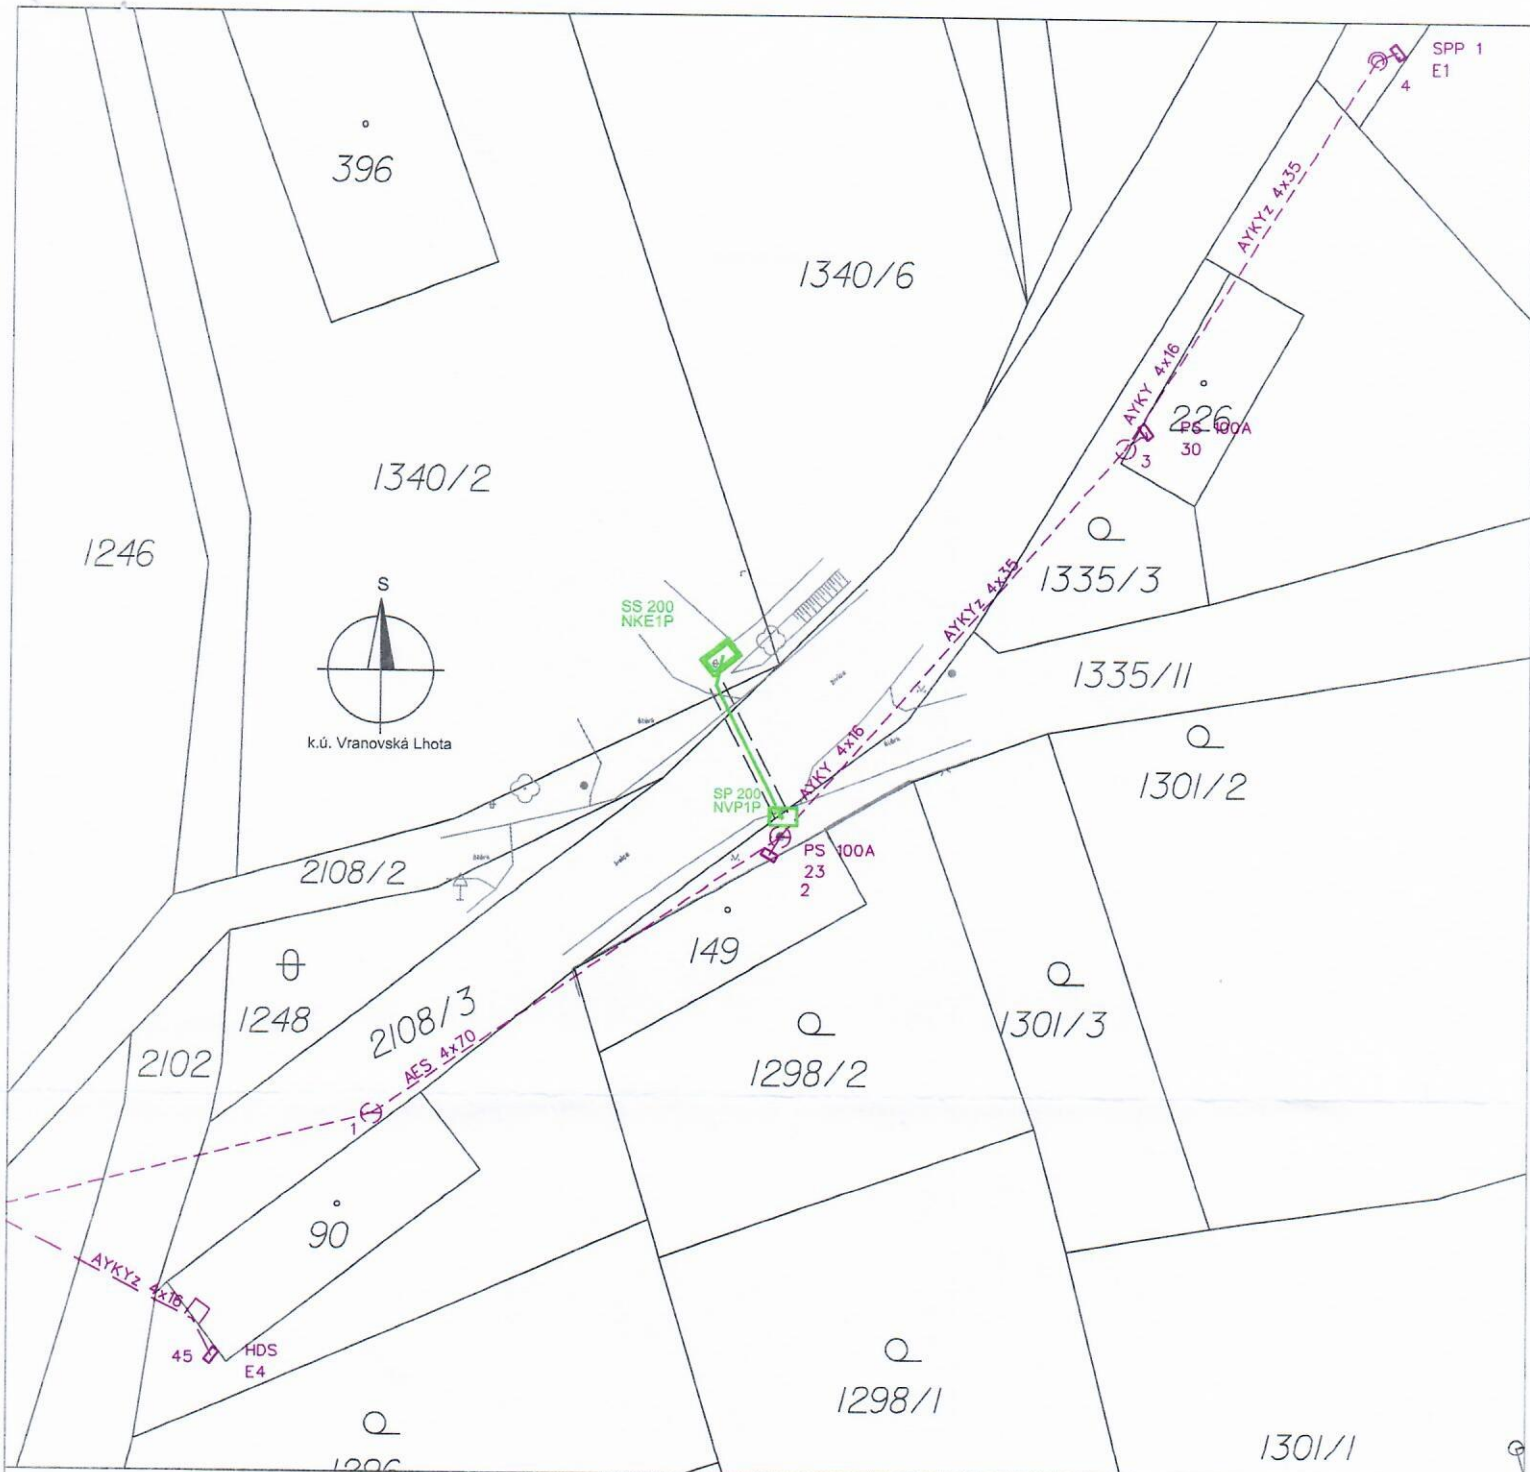 SPP 1
E1
4
396
AYKYz 4x35
1340/6
AYKY 4x16
226
PS 100A
30
3
1340/2
1246
1335/3
S
AYKYz 4x35
SS 200
NKE1P
1335/11
k.ú. Vranovská Lhota
AYKY 4x16
1301/2
SP 200
NVP1P
PS 100A
23
2
2108/2
149
1248
2108/3
1301/3
2102
AES 4x70
1298/2
1
90
AYKYz 4x16
45
HDS
E4
1298/1
1301/1
1296